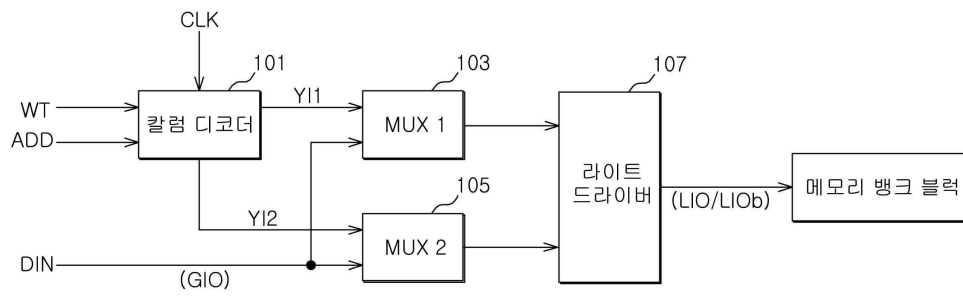 CLK
101
103
107
YI1
WT
칼럼 디코더
MUX 1
ADD
라이트
드라이버
메모리 뱅크 블럭
(LIO/LIOb)
105
YI2
MUX 2
DIN
(GIO)